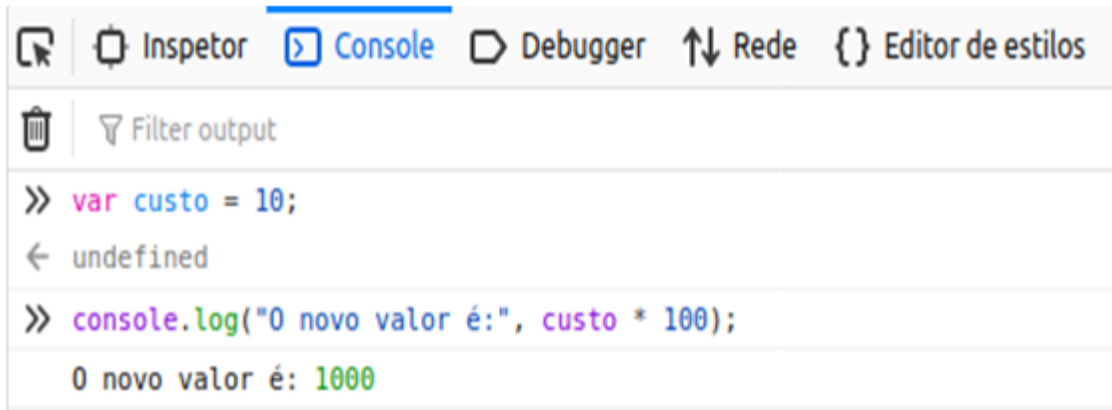 Inspetor Console Debugger Rede {} Editor de estilos
Filter output
>> var custo = 10;
← undefined
>> console.log("O novo valor é:", custo * 100);
O novo valor é: 1000